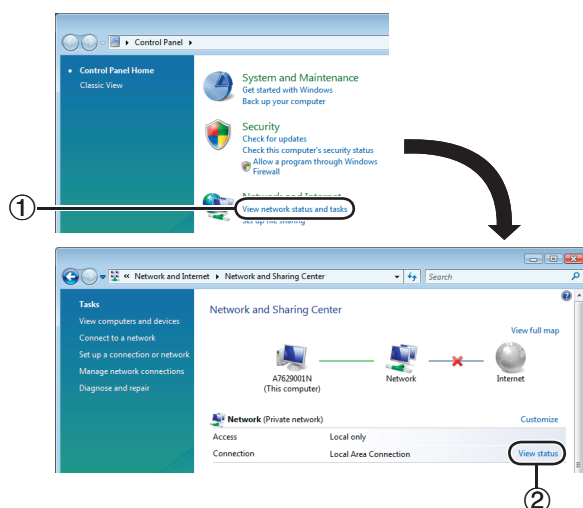 Control Panel
Control Panel Home
Classic View
System and Maintenance
Get started with Windows
Back up your computer
Security
Check for updates
Check this computer's security status
Allow a program through Windows
Firewall
Network and Internet
① View network status and tasks
Set up file sharing
« Network and Internet Network and Sharing Center
Search
Tasks
View computers and devices
Connect to a network
Set up a connection or network
Manage network connections
Diagnose and repair
Network and Sharing Center
View full map
A7629001N
(This computer)
Network
Internet
Network (Private network)
Customize
Access Local only
Connection Local Area Connection View status
②